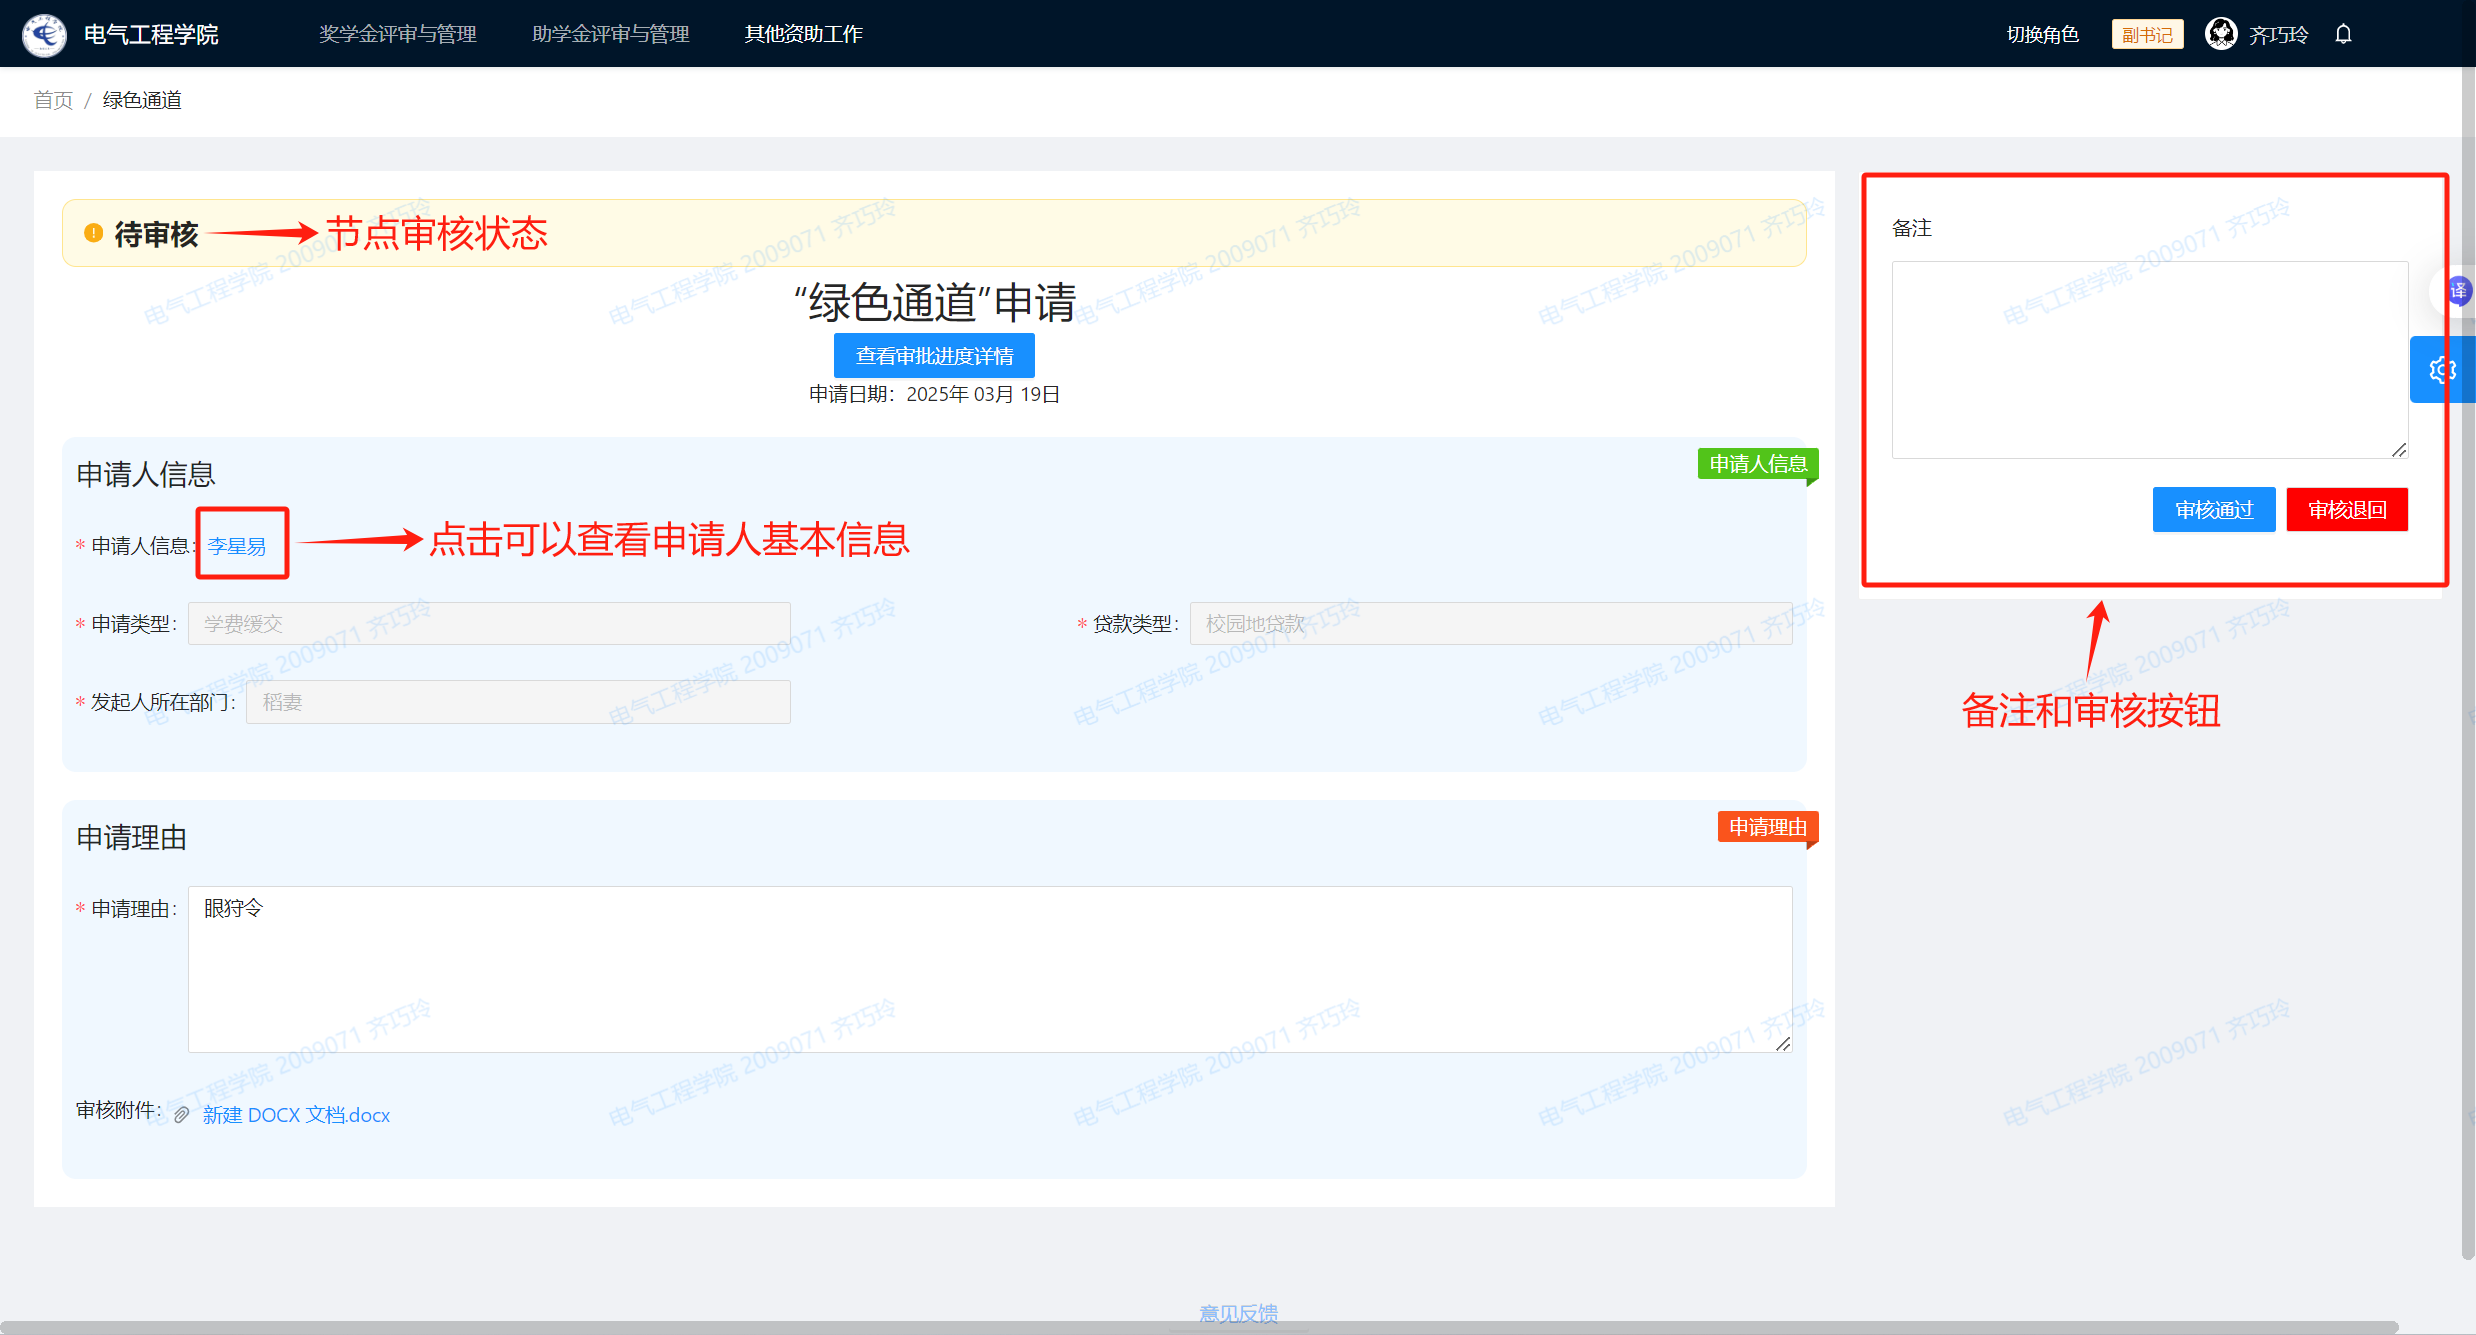 电气工程学院
奖学金评审与管理 助学金评审与管理 其他资助工作
切换角色 副书记 齐巧玲
首页 / 绿色通道
待审核 节点审核状态
“绿色通道”申请
查看审批进度详情
申请日期：2025年 03月 19日
申请人信息
申请人信息
* 申请人信息: 李星易 点击可以查看申请人基本信息
* 申请类型: 学费缓交
* 贷款类型: 校园地贷款
* 发起人所在部门: 稻妻
申请理由
申请理由
* 申请理由: 眼狩令
审核附件: 新建 DOCX 文档.docx
备注
译
审核通过 审核退回
备注和审核按钮
意见反馈
电气工程学院 2009071 齐巧玲